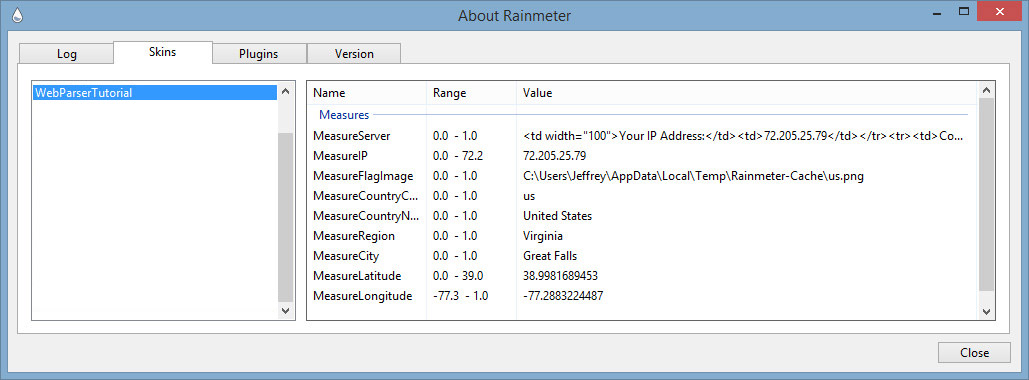 About Rainmeter
Log Skins Plugins Version
WebParserTutorial
Name Range Value
Measures
MeasureServer 0.0 - 1.0 <td width="100">Your IP Address:</td><td>72.205.25.79</td></tr><tr><td>Co...
MeasureIP 0.0 - 72.2 72.205.25.79
MeasureFlagImage 0.0 - 1.0 C:\Users\Jeffrey\AppData\Local\Temp\Rainmeter-Cache\us.png
MeasureCountryC... 0.0 - 1.0 us
MeasureCountryN... 0.0 - 1.0 United States
MeasureRegion 0.0 - 1.0 Virginia
MeasureCity 0.0 - 1.0 Great Falls
MeasureLatitude 0.0 - 39.0 38.9981689453
MeasureLongitude -77.3 - 1.0 -77.2883224487
Close